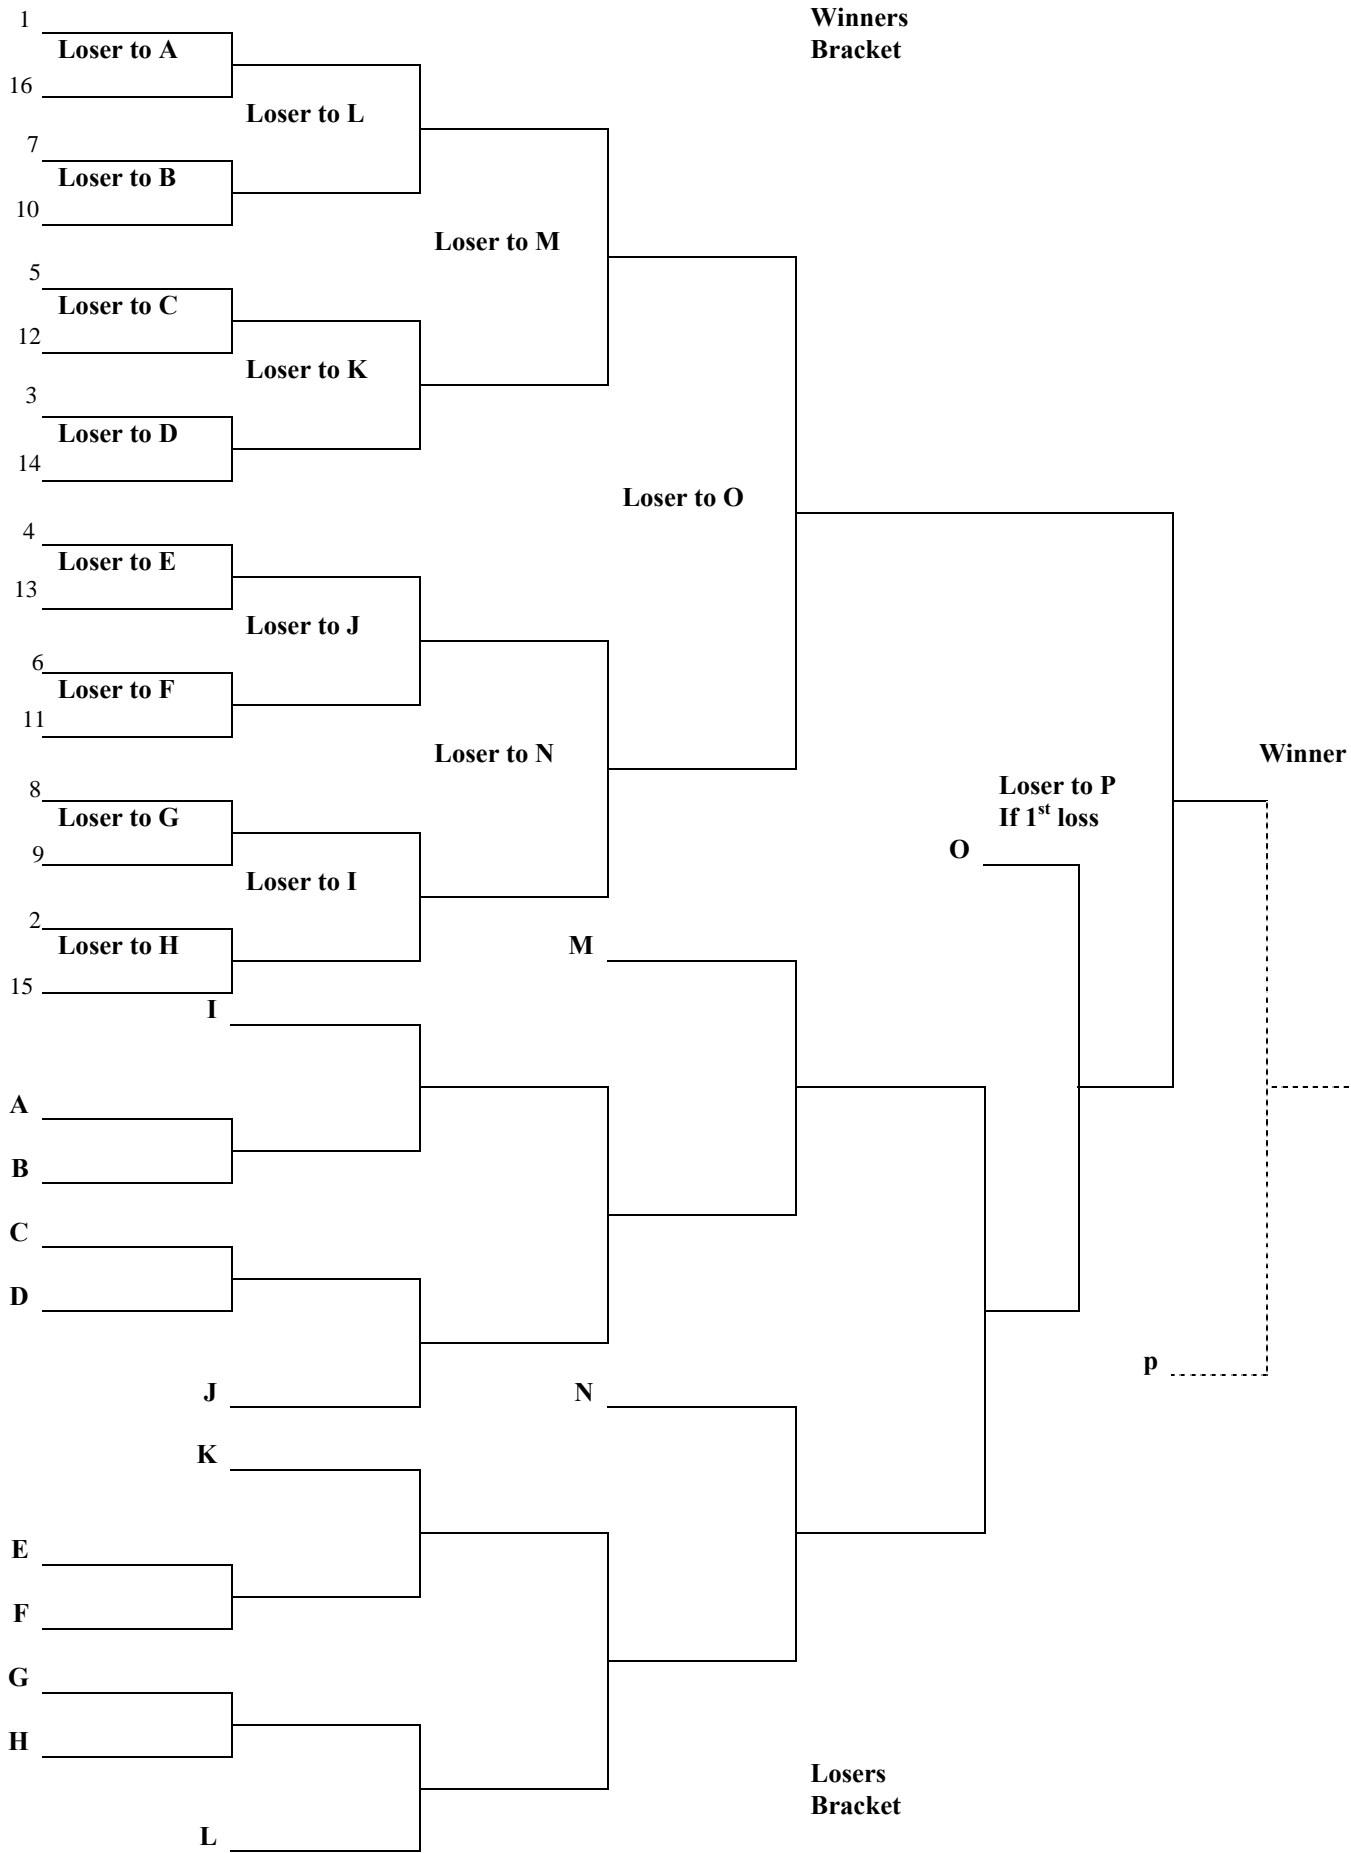 1
Winners
Bracket
Loser to A
16
Loser to L
7
Loser to B
10
Loser to M
5
Loser to C
12
Loser to K
3
Loser to D
14
Loser to O
4
Loser to E
13
Loser to J
6
Loser to F
11
Loser to N
Winner
8
Loser to P
If 1st loss
Loser to G
9
O
Loser to I
2
Loser to H
M
15
I
A
B
C
D
p
J
N
K
E
F
G
H
Losers
Bracket
L